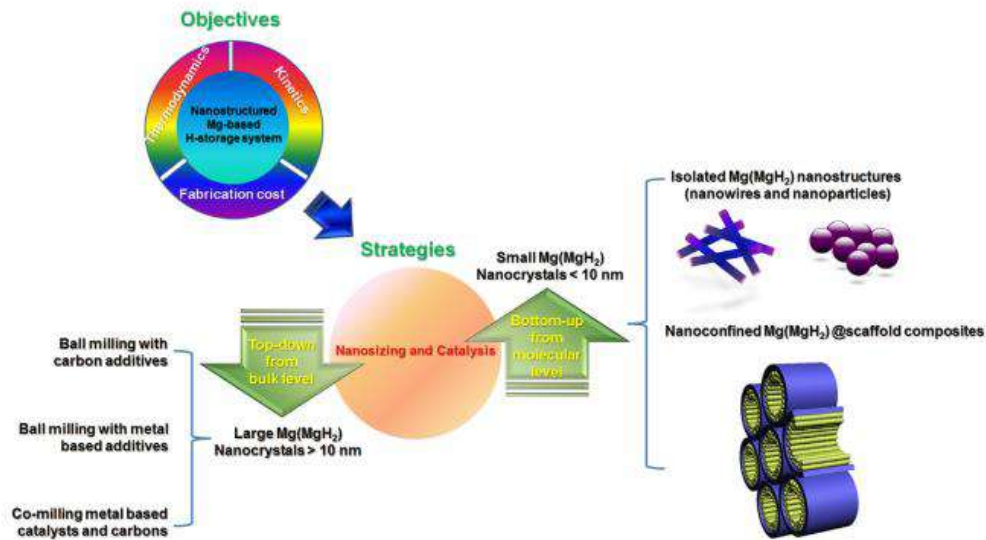 Objectives
Thermodynamics
Kinetics
Nanostructured
Mg-based
H-storage system
Fabrication cost
Strategies
Isolated Mg(MgH2) nanostructures
(nanowires and nanoparticles)
Small Mg(MgH2)
Nanocrystals < 10 nm
Top-down
from
bulk level
Nanosizing and Catalysis
Bottom-up
from
molecular
level
Nanoconfined Mg(MgH2) @scaffold composites
Ball milling with
carbon additives
Ball milling with metal
based additives
Large Mg(MgH2)
Nanocrystals > 10 nm
Co-milling metal based
catalysts and carbons